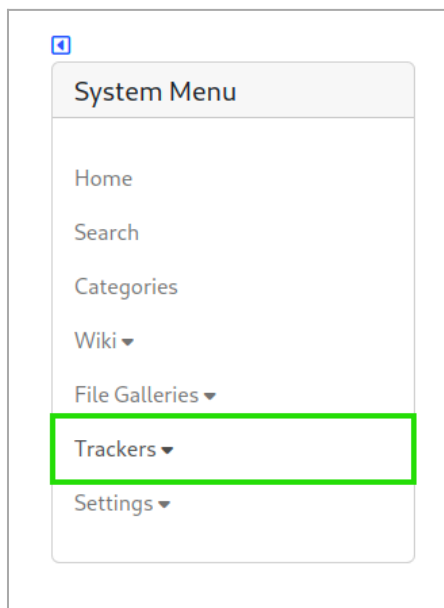 System Menu
Home
Search
Categories
Wiki
File Galleries
Trackers
Settings